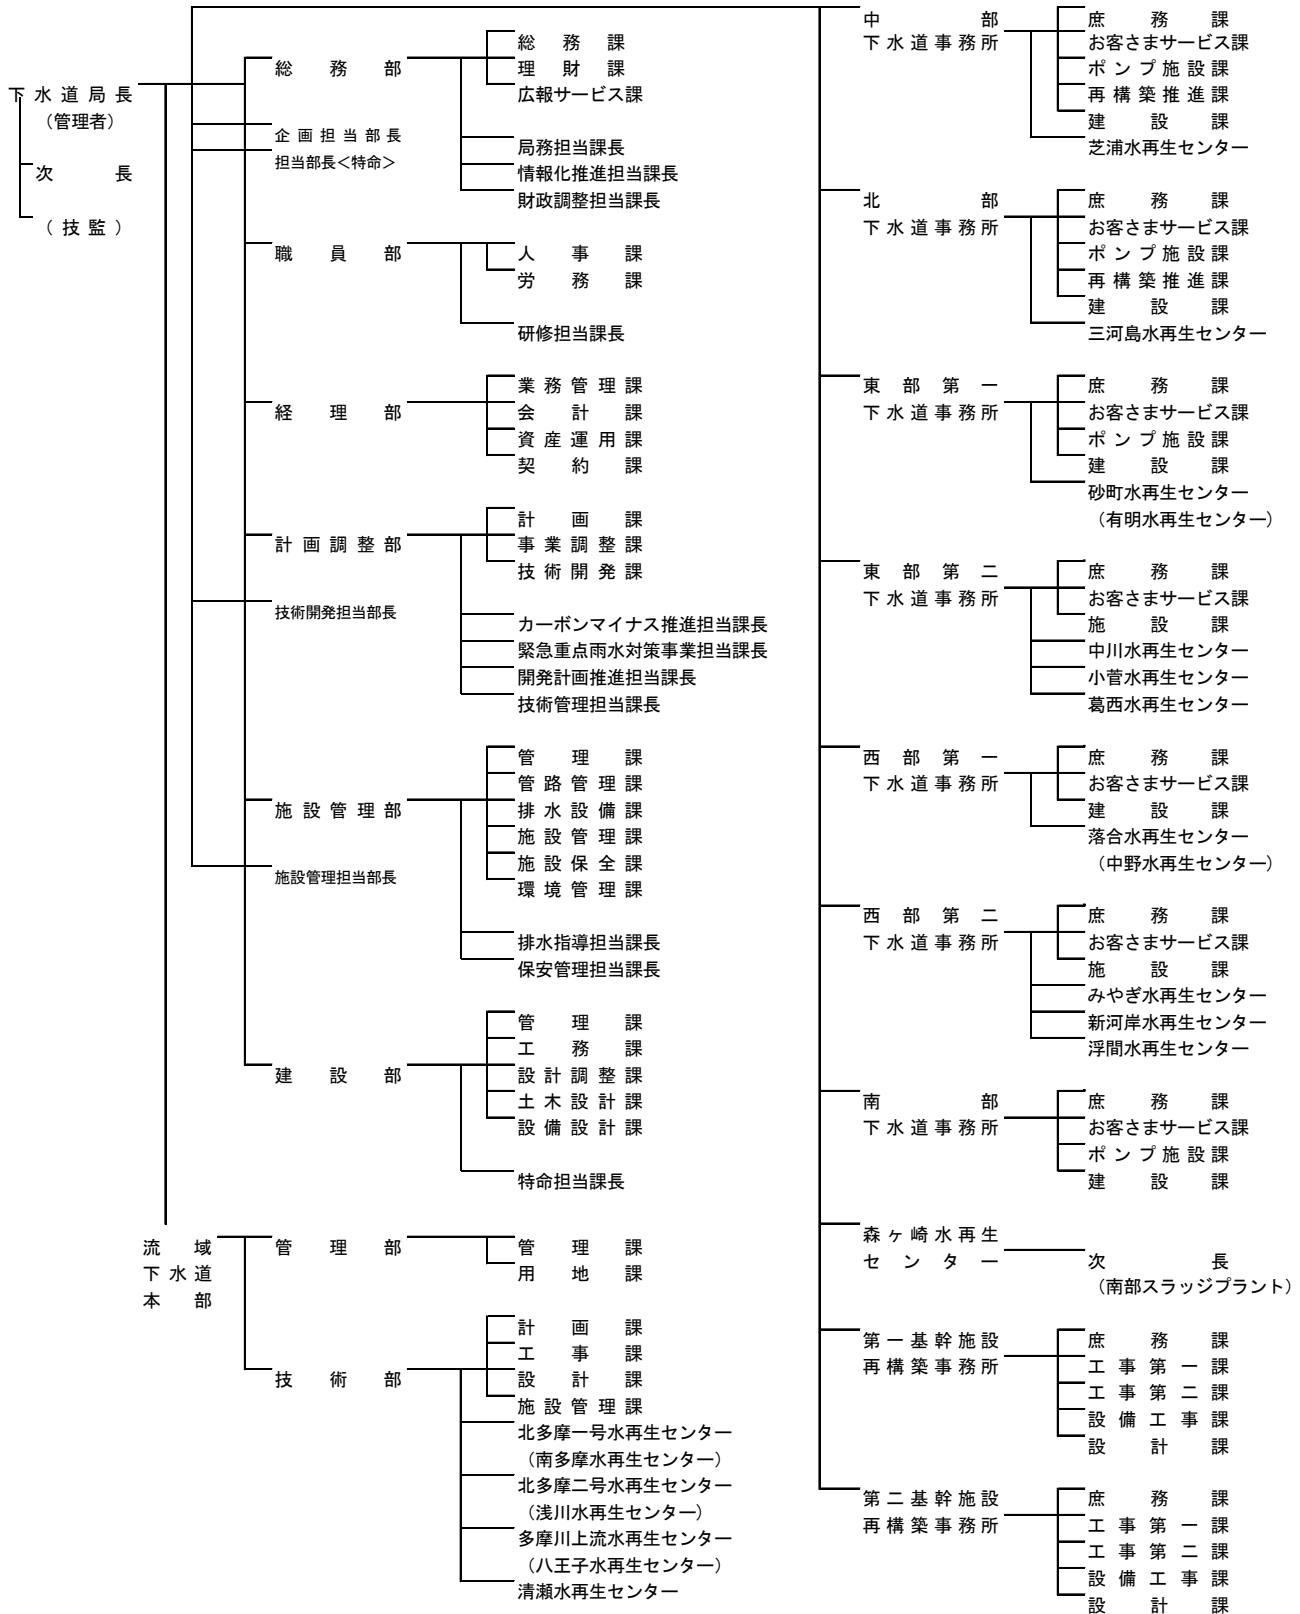 下水道局長
（管理者）
次長
（技監）
総務部
総務課
理財課
広報サービス課
局務担当課長
情報化推進担当課長
財政調整担当課長
企画担当部長
担当部長＜特命＞
職員部
人事課
労務課
研修担当課長
経理部
業務管理課
会計課
資産運用課
契約課
計画調整部
計画課
事業調整課
技術開発課
カーボンマイナス推進担当課長
緊急重点雨水対策事業担当課長
開発計画推進担当課長
技術管理担当課長
技術開発担当部長
施設管理部
管理課
管路管理課
排水設備課
施設管理課
施設保全課
環境管理課
排水指導担当課長
保安管理担当課長
施設管理担当部長
建設部
管理課
工務課
設計調整課
土木設計課
設備設計課
特命担当課長
流域
下水道
本部
管理部
管理課
用地課
技術部
計画課
工事課
設計課
施設管理課
北多摩一号水再生センター
（南多摩水再生センター）
北多摩二号水再生センター
（浅川水再生センター）
多摩川上流水再生センター
（八王子水再生センター）
清瀬水再生センター
中部
下水道事務所
庶務課
お客さまサービス課
ポンプ施設課
再構築推進課
建設課
芝浦水再生センター
北部
下水道事務所
庶務課
お客さまサービス課
ポンプ施設課
再構築推進課
建設課
三河島水再生センター
東部第一
下水道事務所
庶務課
お客さまサービス課
ポンプ施設課
建設課
砂町水再生センター
（有明水再生センター）
東部第二
下水道事務所
庶務課
お客さまサービス課
施設課
中川水再生センター
小菅水再生センター
葛西水再生センター
西部第一
下水道事務所
庶務課
お客さまサービス課
建設課
落合水再生センター
（中野水再生センター）
西部第二
下水道事務所
庶務課
お客さまサービス課
施設課
みやぎ水再生センター
新河岸水再生センター
浮間水再生センター
南部
下水道事務所
庶務課
お客さまサービス課
ポンプ施設課
建設課
森ヶ崎水再生
センター
次長
（南部スラッジプラント）
第一基幹施設
再構築事務所
庶務課
工事第一課
工事第二課
設備工事課
設計課
第二基幹施設
再構築事務所
庶務課
工事第一課
工事第二課
設備工事課
設計課